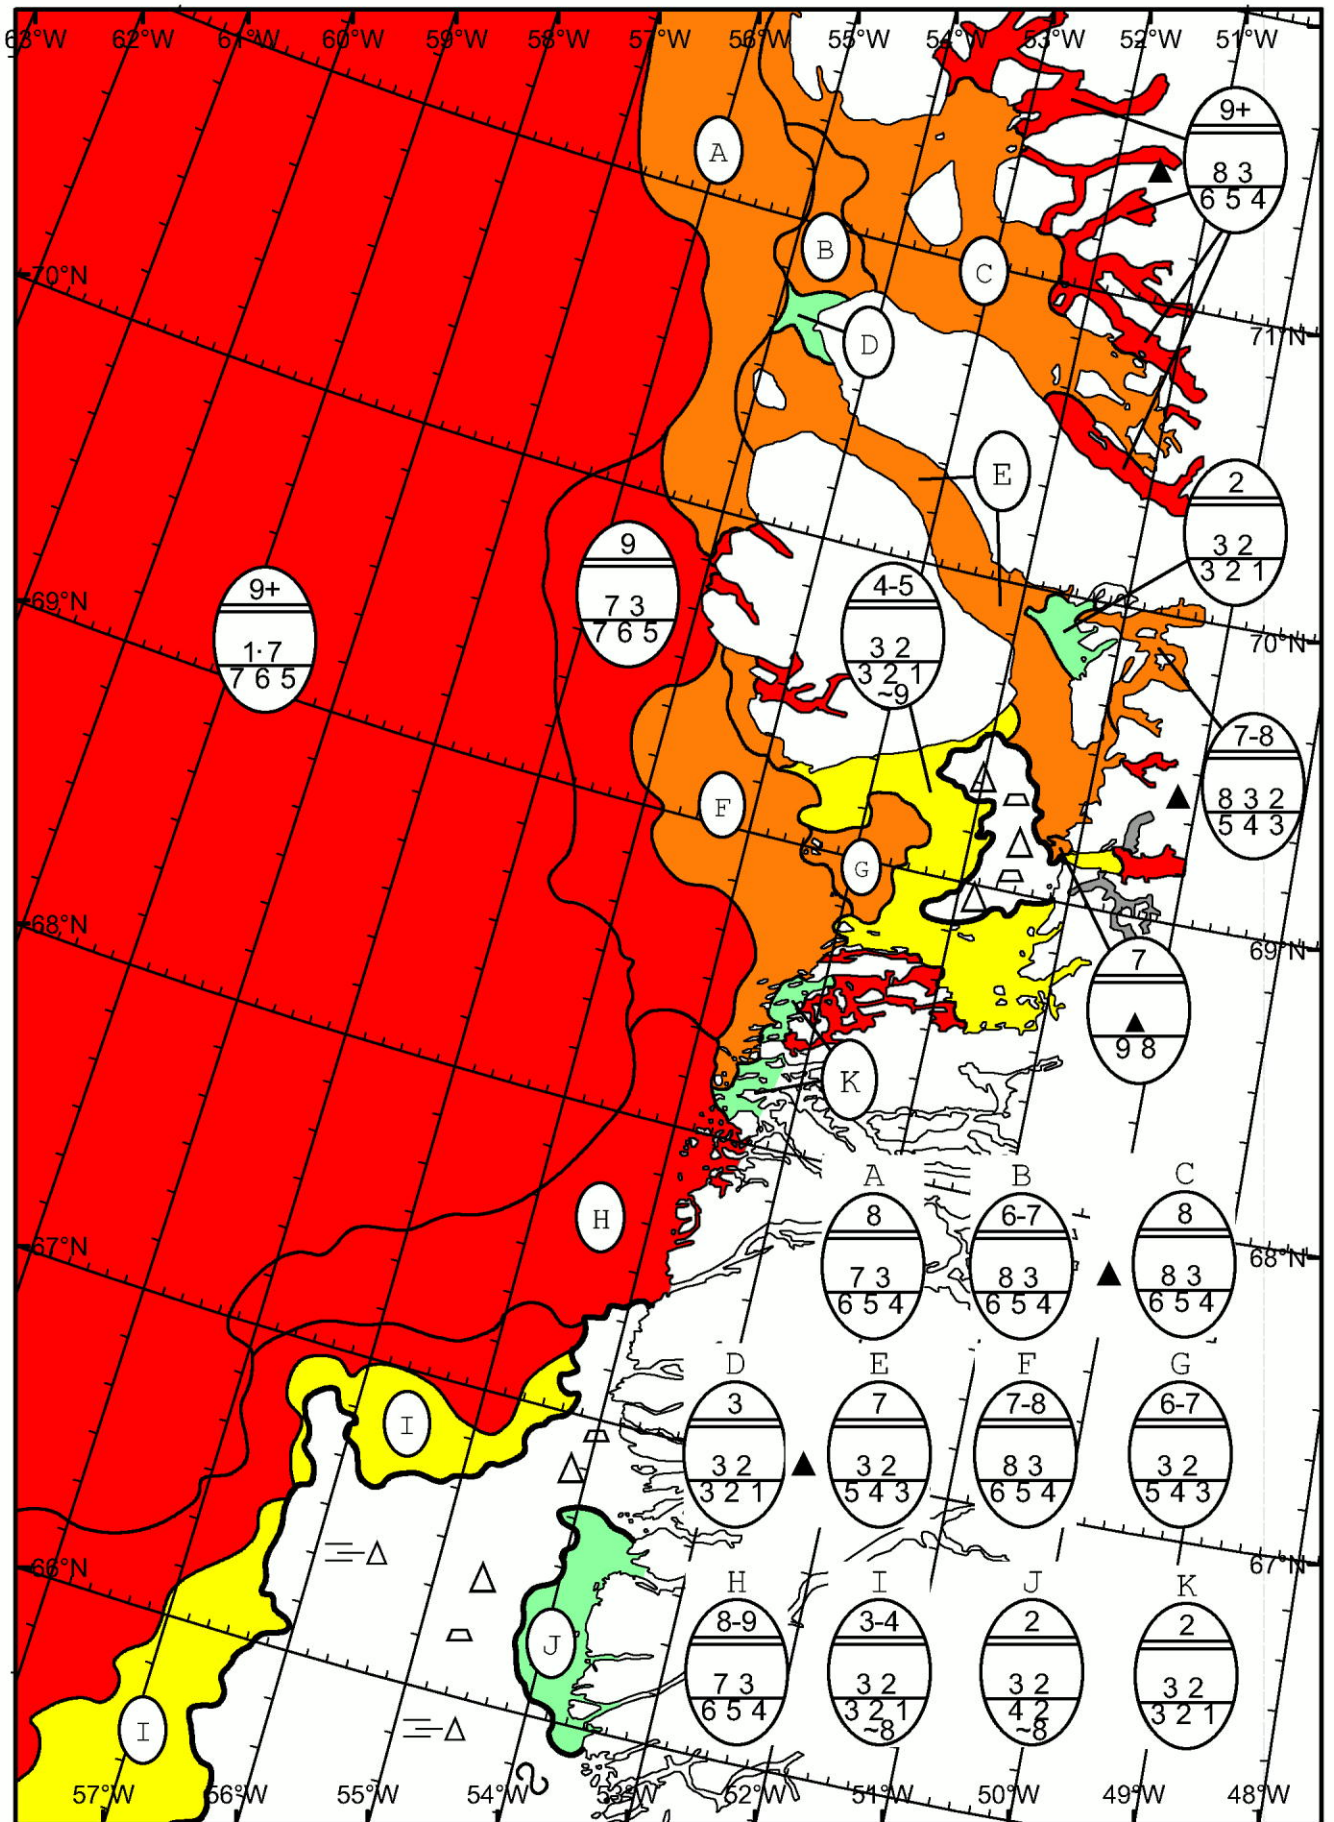 63°W 62°W 61°W 60°W 59°W 58°W 57°W 56°W 55°W 54°W 53°W 52°W 51°W
9+
8 3
6 5 4
A
B
C
70°N
71°N
D
E
2
3 2
3 2 1
9
7 3
7 6 5
4-5
3 2
3 2 1
~9
9+
1·7
7 6 5
69°N
70°N
7-8
8 3 2
5 4 3
F
G
68°N
69°N
7
9 8
K
H
67°N
68°N
A B C
8 6-7 8
7 3 8 3 8 3
6 5 4 6 5 4 6 5 4
D E F G
3 7 7-8 6-7
3 2 3 2 8 3 3 2
3 2 1 5 4 3 6 5 4 5 4 3
I
66°N
67°N
H I J K
8-9 3-4 2 2
7 3 3 2 3 2 3 2
6 5 4 3 2 1 4 2 3 2 1
~8 ~8
J
I
57°W 56°W 55°W 54°W 53°W 52°W 51°W 50°W 49°W 48°W